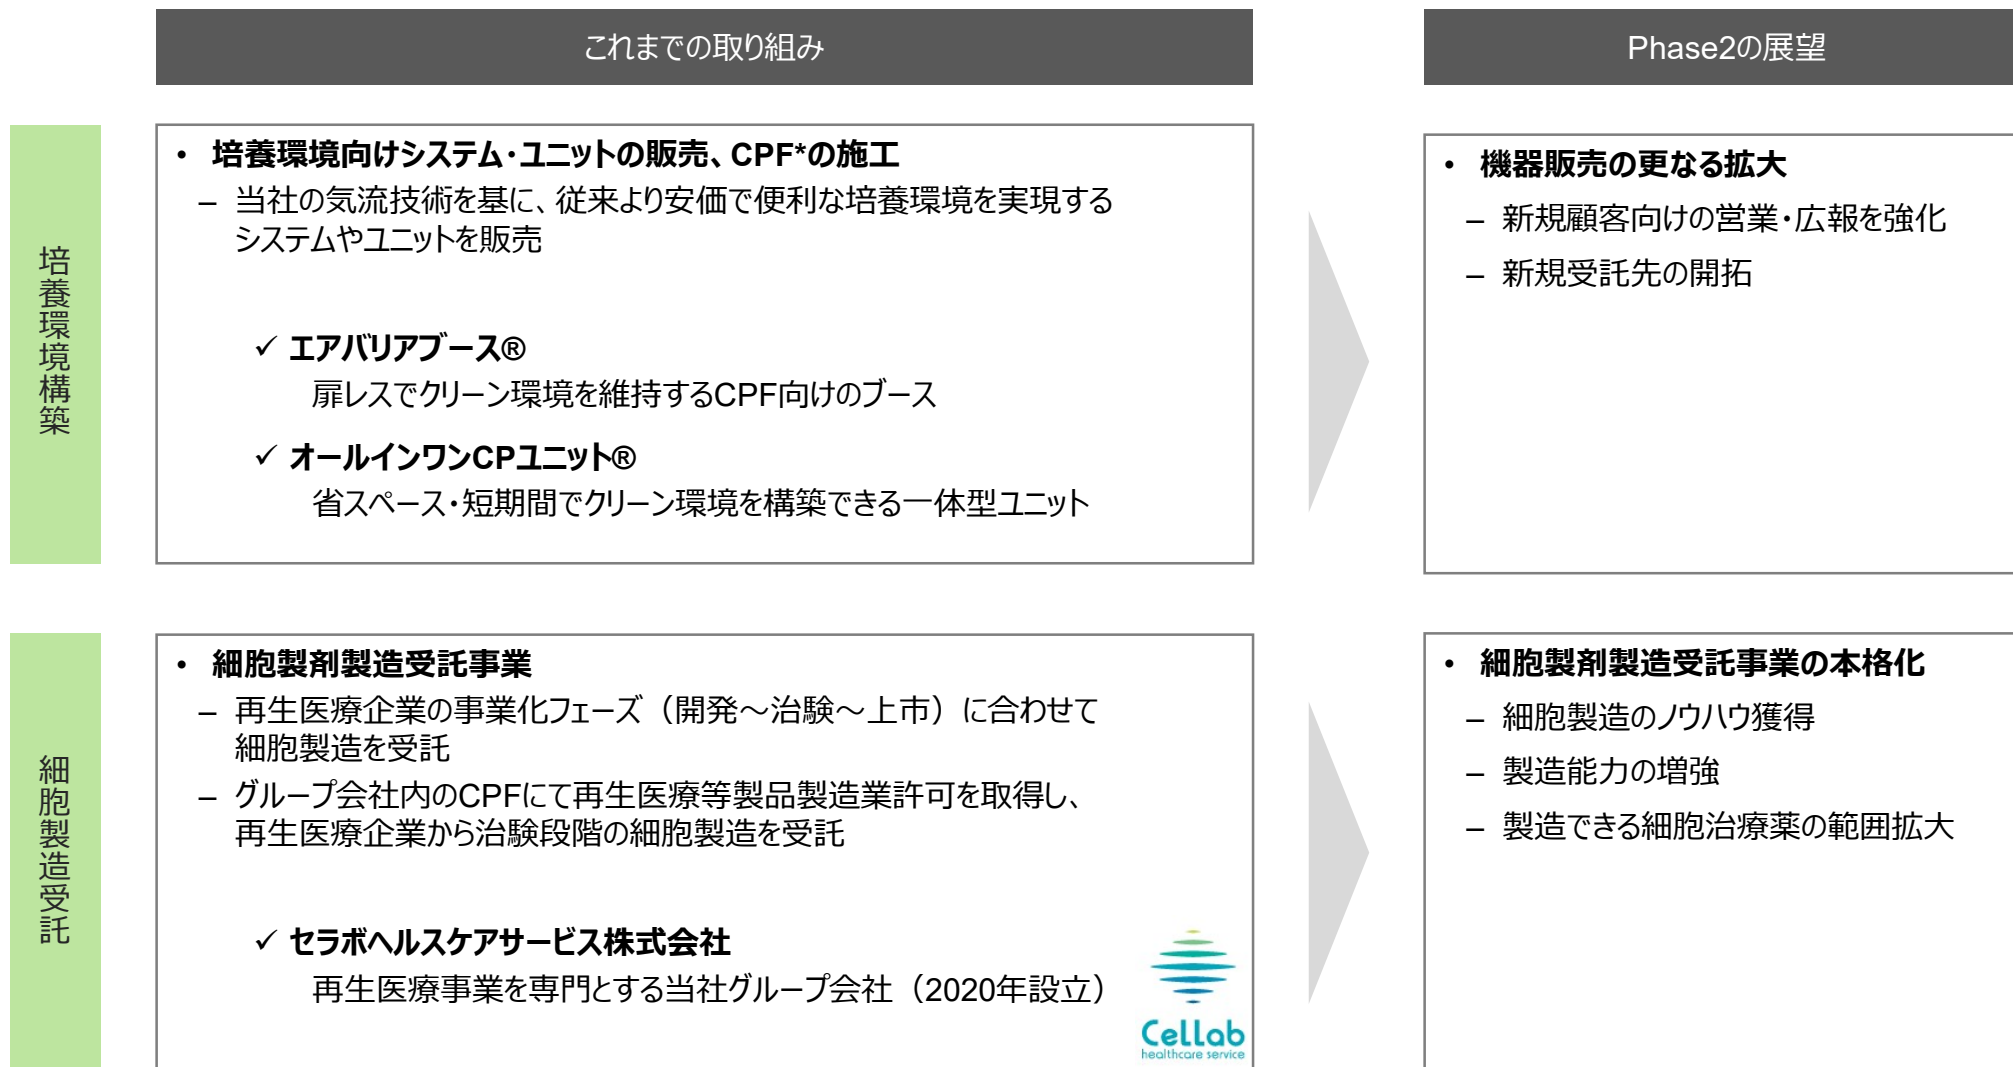 これまでの取り組み
Phase2の展望
培養環境構築
• 培養環境向けシステム・ユニットの販売、CPF*の施工
– 当社の気流技術を基に、従来より安価で便利な培養環境を実現する
システムやユニットを販売
✓ エアバリアブース®
扉レスでクリーン環境を維持するCPF向けのブース
✓ オールインワンCPユニット®
省スペース・短期間でクリーン環境を構築できる一体型ユニット
• 機器販売の更なる拡大
– 新規顧客向けの営業・広報を強化
– 新規受託先の開拓
細胞製造受託
• 細胞製剤製造受託事業
– 再生医療企業の事業化フェーズ（開発～治験～上市）に合わせて
細胞製造を受託
– グループ会社内のCPFにて再生医療等製品製造業許可を取得し、
再生医療企業から治験段階の細胞製造を受託
✓ セラボヘルスケアサービス株式会社
再生医療事業を専門とする当社グループ会社（2020年設立）
Cellab
healthcare service
• 細胞製剤製造受託事業の本格化
– 細胞製造のノウハウ獲得
– 製造能力の増強
– 製造できる細胞治療薬の範囲拡大